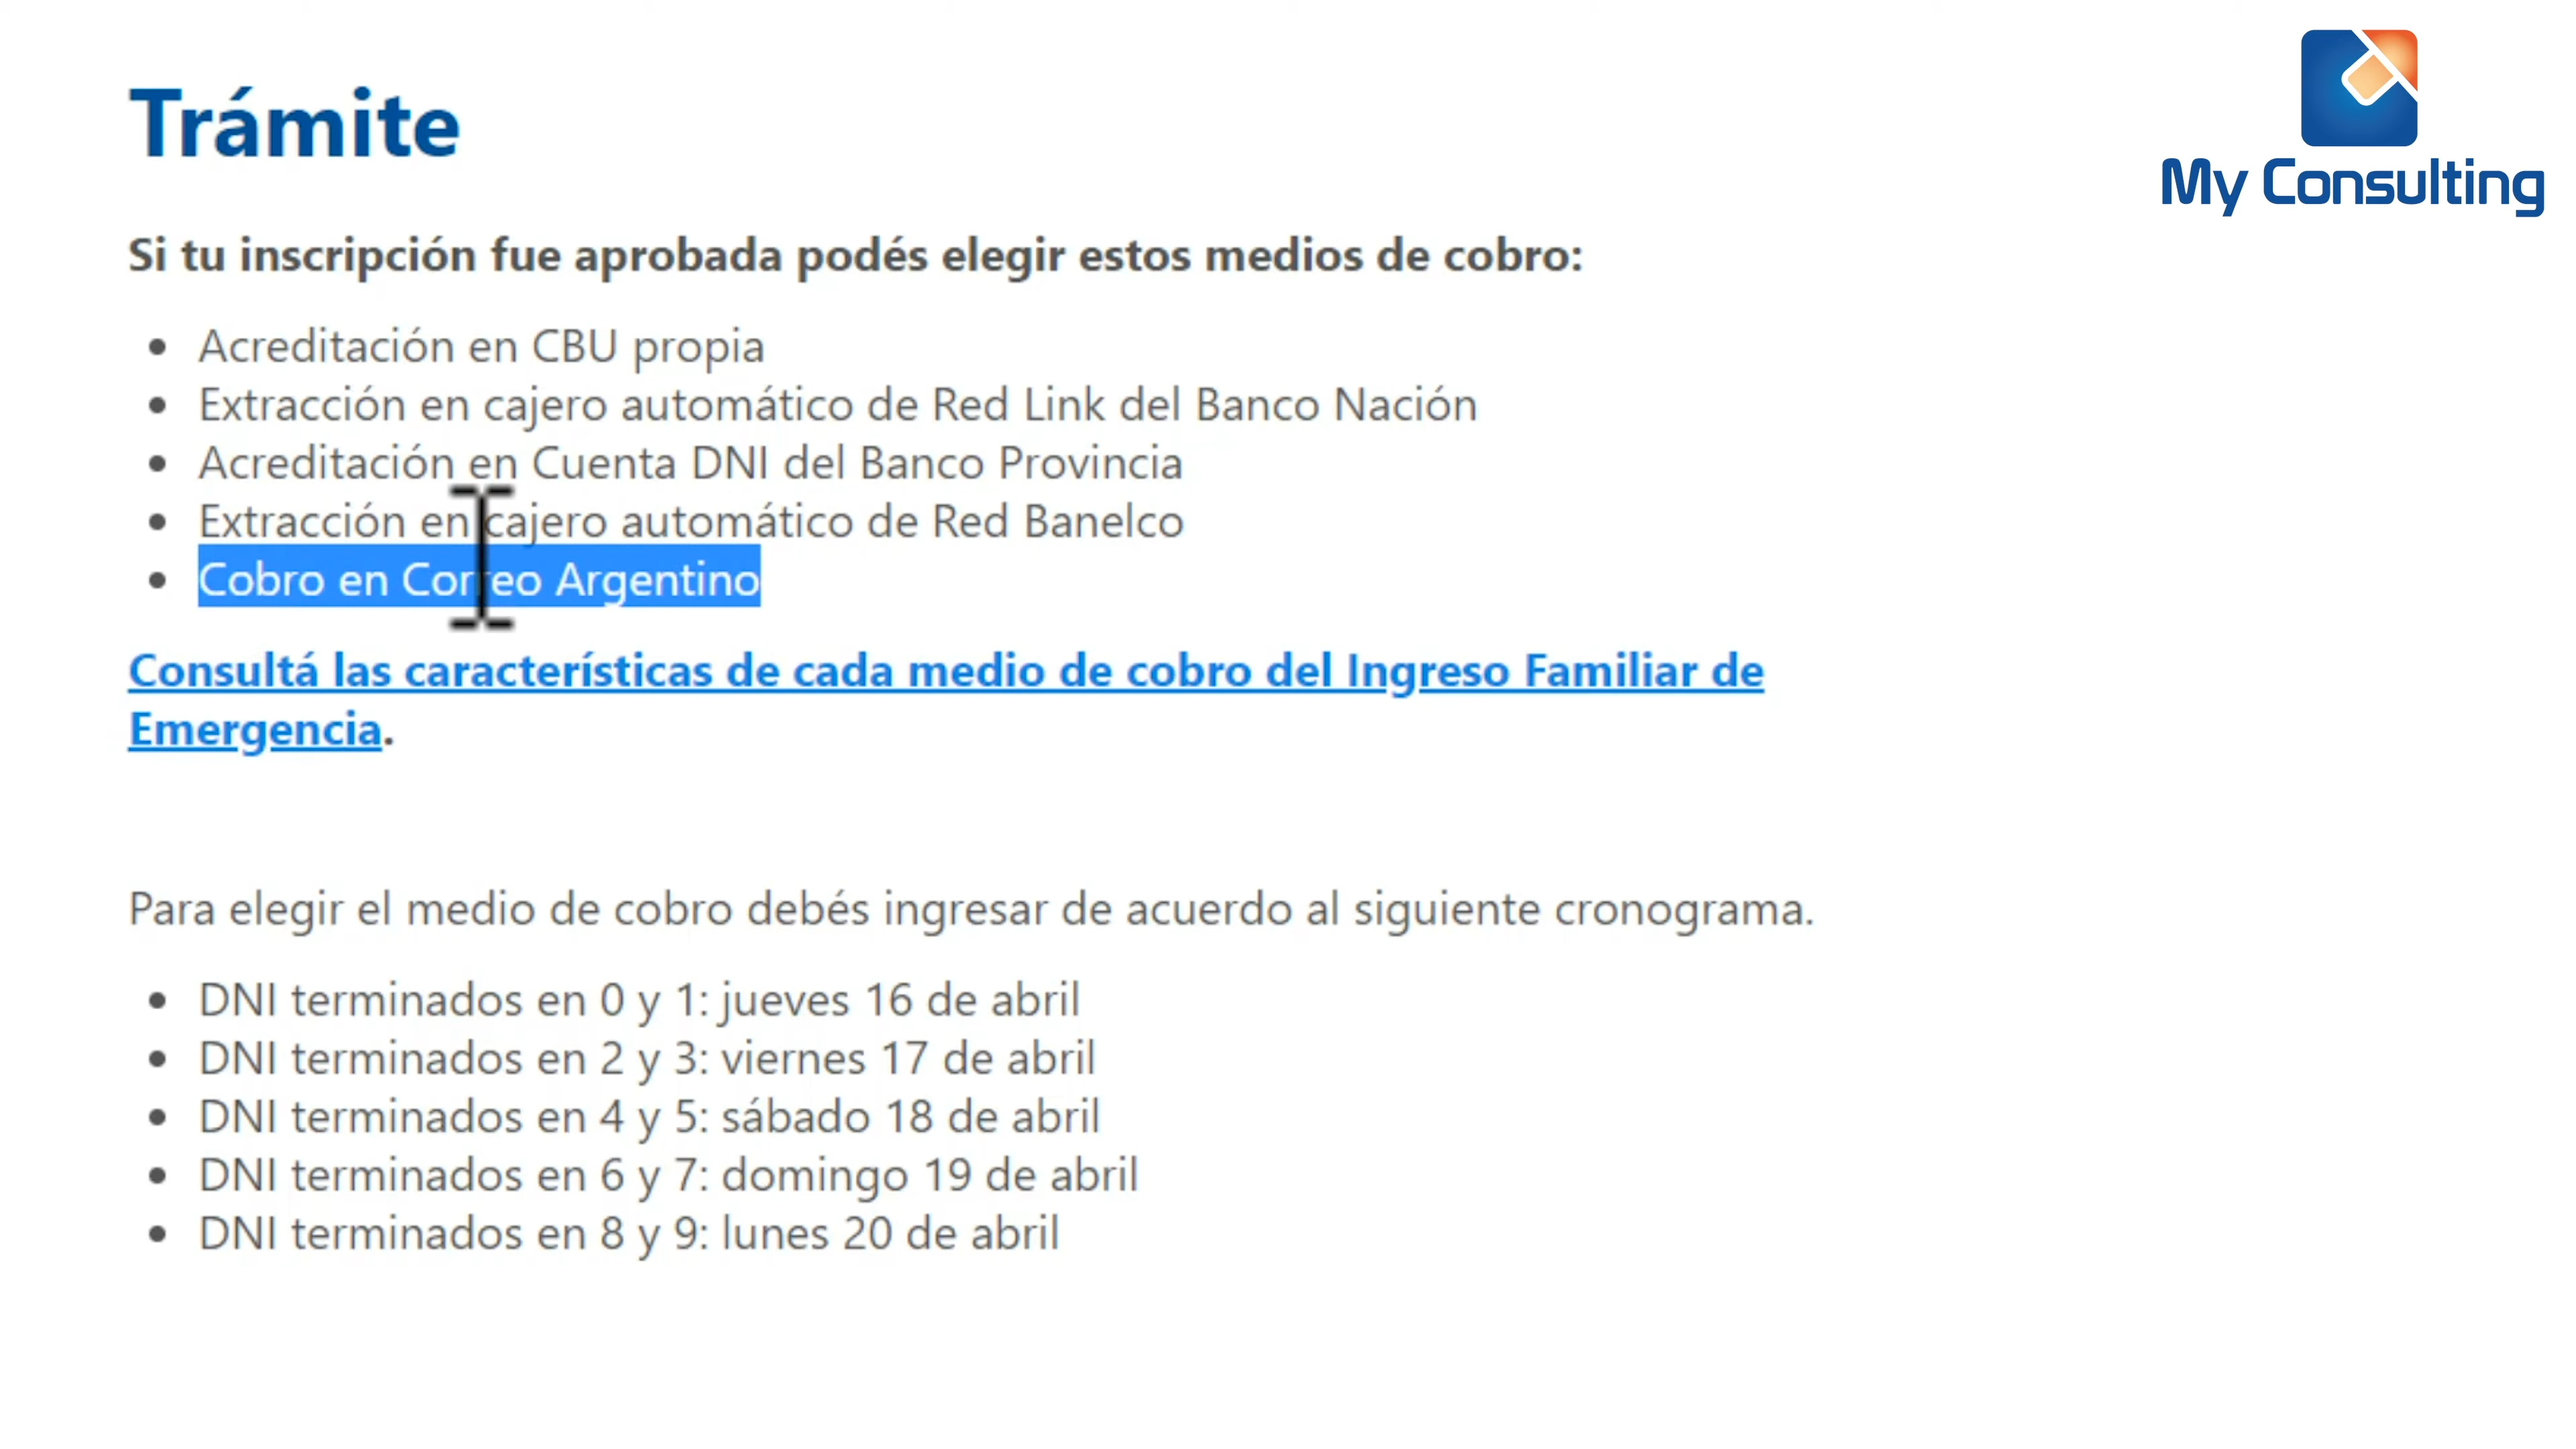 My Consulting
Trámite
Si tu inscripción fue aprobada podés elegir estos medios de cobro:
Acreditación en CBU propia
Extracción en cajero automático de Red Link del Banco Nación
Acreditación en Cuenta DNI del Banco Provincia
Extracción en cajero automático de Red Banelco
Cobro en Correo Argentino
Consultá las características de cada medio de cobro del Ingreso Familiar de
Emergencia.
Para elegir el medio de cobro debés ingresar de acuerdo al siguiente cronograma.
DNI terminados en 0 y 1: jueves 16 de abril
DNI terminados en 2 y 3: viernes 17 de abril
DNI terminados en 4 y 5: sábado 18 de abril
DNI terminados en 6 y 7: domingo 19 de abril
DNI terminados en 8 y 9: lunes 20 de abril